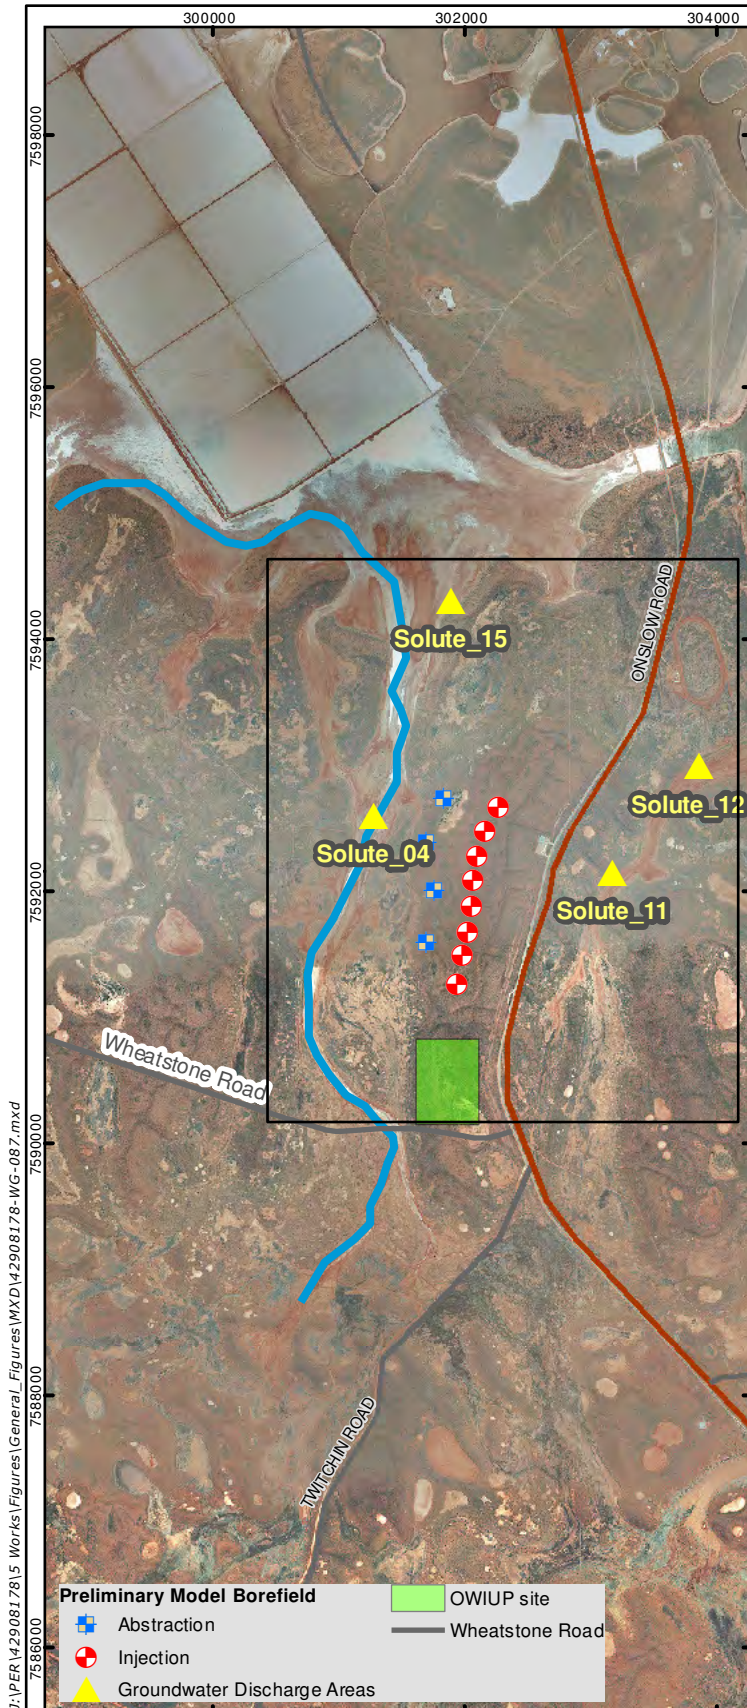 300000
302000
304000
7598000
7596000
7594000
7592000
7590000
7588000
7586000
ONSLOW ROAD
Solute_15
Solute_12
Solute_04
Solute_11
Wheatstone Road
TWITCHIN ROAD
J:\PER\42908178\5 Works\Figures\General_Figures\MXD\42908178-WG-087.mxd
Preliminary Model Borefield
Abstraction
Injection
Groundwater Discharge Areas
OWIUP site
Wheatstone Road